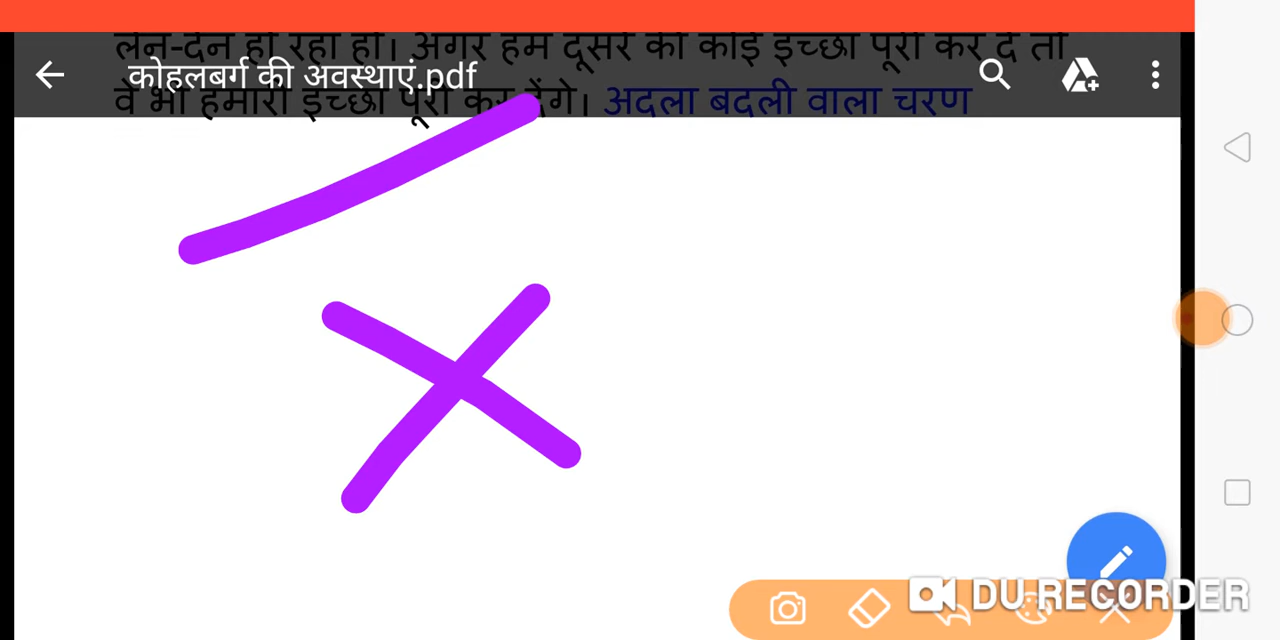 लेन-देन हो रहा हो। अगर हम दूसरे की कोई इच्छा पूरी कर दें तो
कोहलबर्ग की अवस्थाएं.pdf
वे भी हमारी इच्छा पूरी कर देंगे। अदला बदली वाला चरण
DU RECORDER